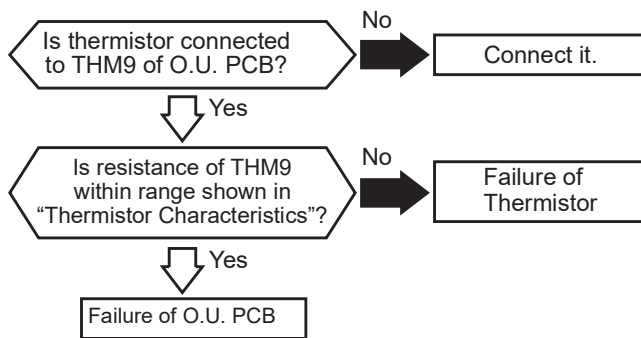 Is thermistor connected
to THM9 of O.U. PCB?
No
Connect it.
Yes
Is resistance of THM9
within range shown in
“Thermistor Characteristics”?
No
Failure of
Thermistor
Yes
Failure of O.U. PCB